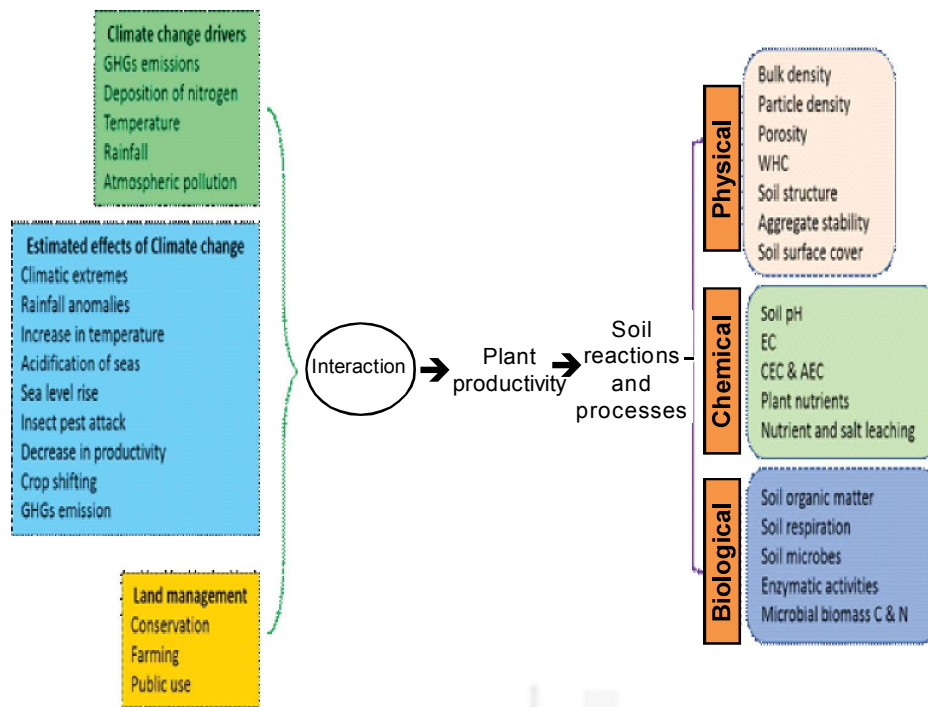 Climate change drivers
GHGs emissions
Deposition of nitrogen
Temperature
Rainfall
Atmospheric pollution
Estimated effects of Climate change
Climatic extremes
Rainfall anomalies
Increase in temperature
Acidification of seas
Sea level rise
Insect pest attack
Decrease in productivity
Crop shifting
GHGs emission
Land management
Conservation
Farming
Public use
Interaction
Plant
productivity
Soil
reactions
and
processes
Physical
Bulk density
Particle density
Porosity
WHC
Soil structure
Aggregate stability
Soil surface cover
Chemical
Soil pH
EC
CEC & AEC
Plant nutrients
Nutrient and salt leaching
Biological
Soil organic matter
Soil respiration
Soil microbes
Enzymatic activities
Microbial biomass C & N